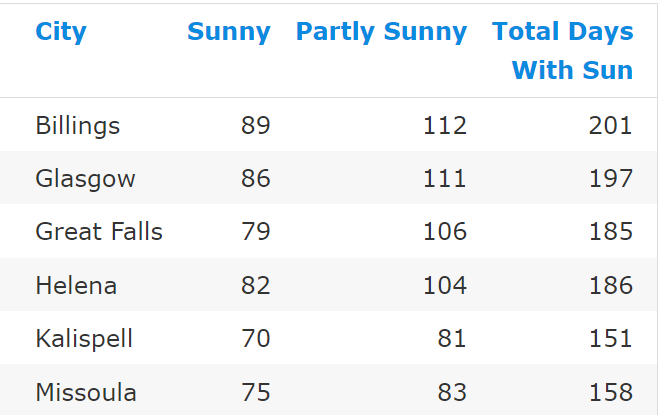 City Sunny Partly Sunny Total Days
With Sun
Billings 89 112 201
Glasgow 86 111 197
Great Falls 79 106 185
Helena 82 104 186
Kalispell 70 81 151
Missoula 75 83 158